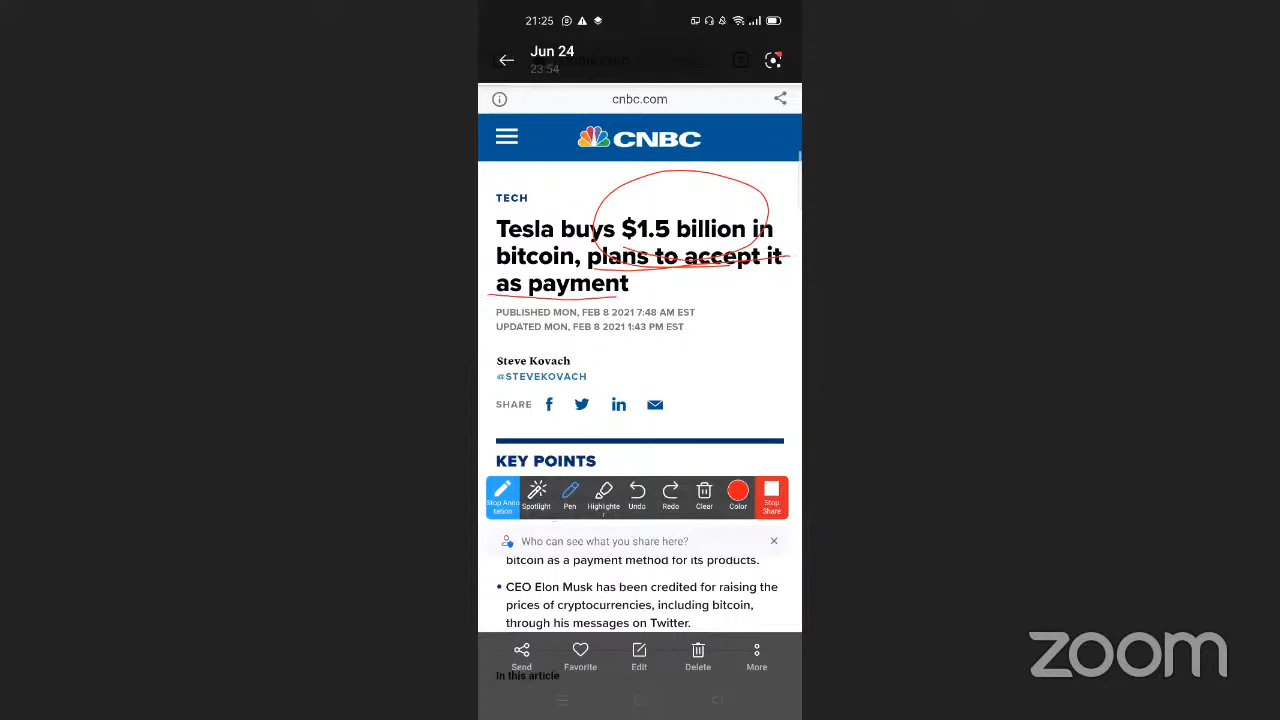 21:25
Jun 24
23:54
cnbc.com
CNBC
TECH
Tesla buys $1.5 billion in
bitcoin, plans to accept it
as payment
PUBLISHED MON, FEB 8 2021 7:48 AM EST
UPDATED MON, FEB 8 2021 1:43 PM EST
Steve Kovach
@STEVEKOVACH
SHARE
KEY POINTS
Stop Anno
tation
Spotlight
Pen
Highlighte
r
Undo
Redo
Clear
Color
Stop
Share
Who can see what you share here?
bitcoin as a payment method for its products.
• CEO Elon Musk has been credited for raising the
prices of cryptocurrencies, including bitcoin,
through his messages on Twitter.
Send
Favorite
Edit
Delete
More
In this article
zoom